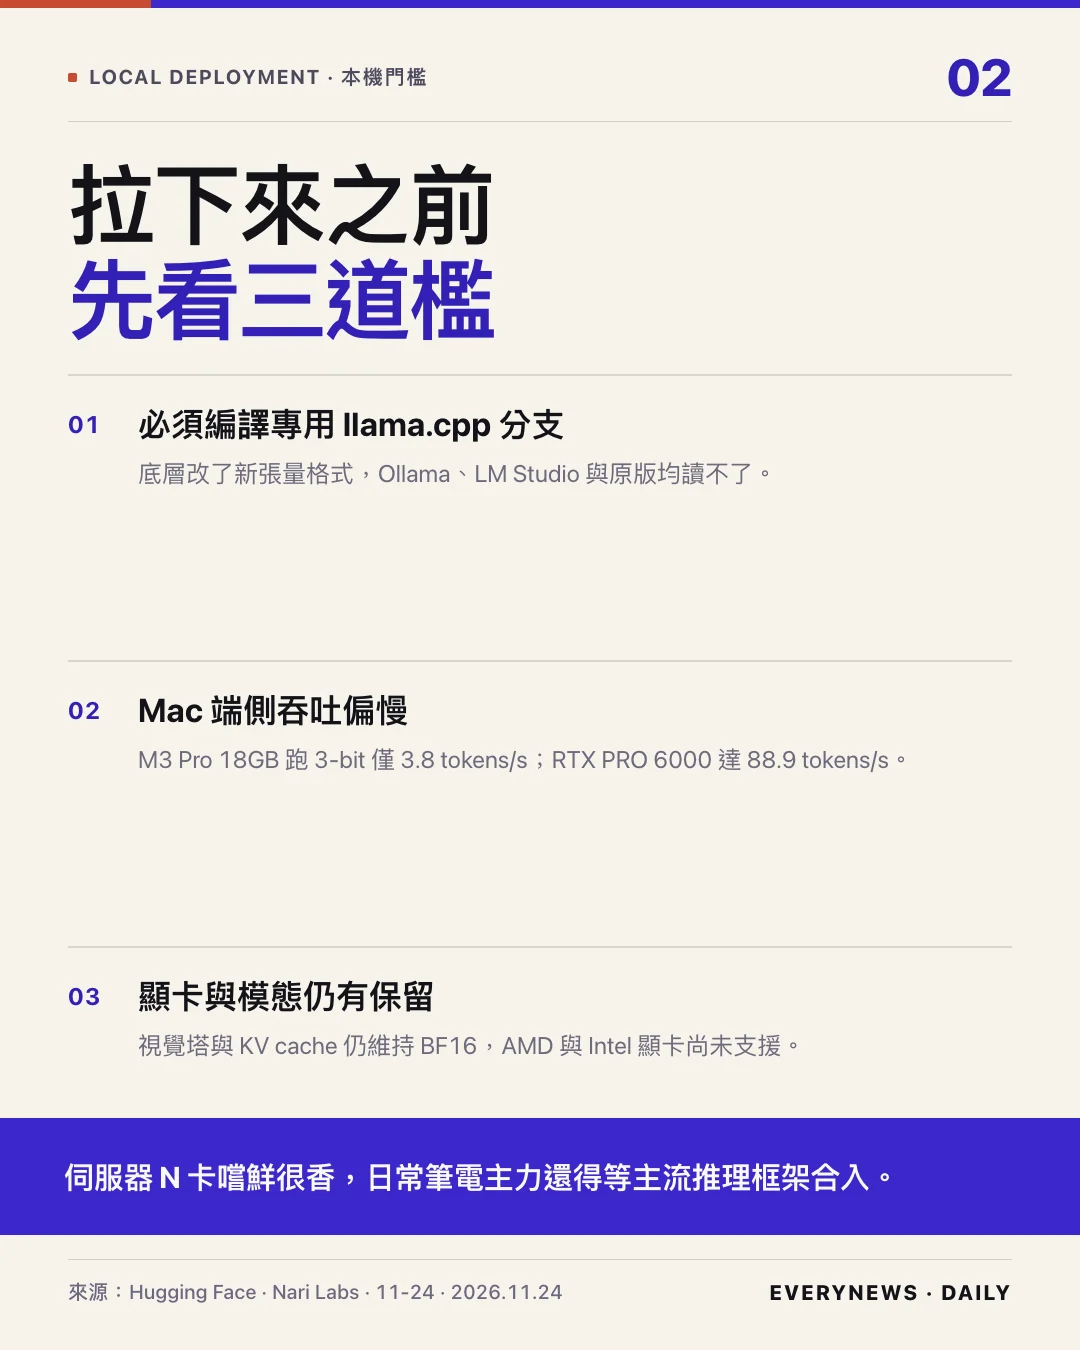 LOCAL DEPLOYMENT · 本機門檻
02
拉下來之前
先看三道檻
01 必須編譯專用 llama.cpp 分支
底層改了新張量格式，Ollama、LM Studio 與原版均讀不了。
02 Mac 端側吞吐偏慢
M3 Pro 18GB 跑 3-bit 僅 3.8 tokens/s；RTX PRO 6000 達 88.9 tokens/s。
03 顯卡與模態仍有保留
視覺塔與 KV cache 仍維持 BF16，AMD 與 Intel 顯卡尚未支援。
伺服器 N 卡嚐鮮很香，日常筆電主力還得等主流推理框架合入。
來源：Hugging Face · Nari Labs · 11-24 · 2026.11.24
EVERYNEWS · DAILY